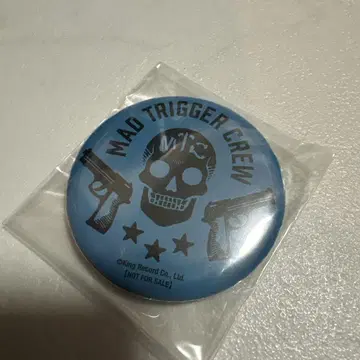 MAD TRIGGER CREW
MTC
©King Record Co., Ltd.
【NOT FOR SALE】